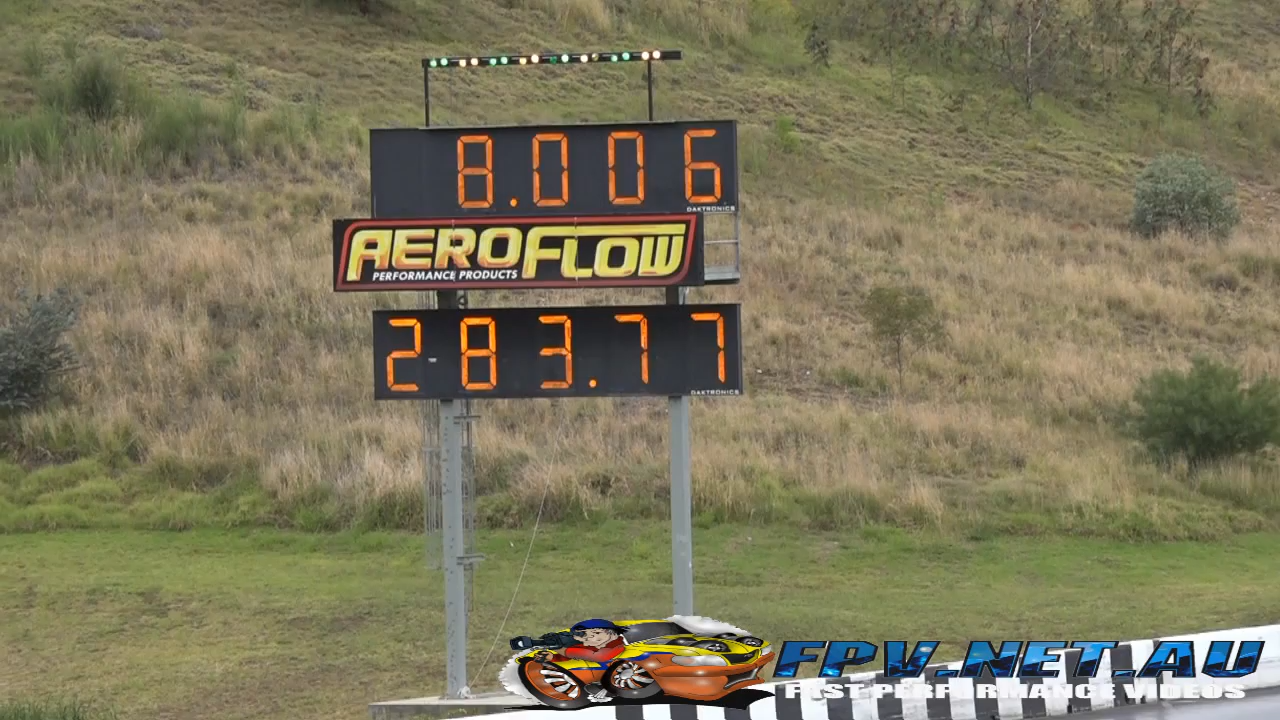 8.006
DAKTRONICS
AEROFLOW
PERFORMANCE PRODUCTS
283.77
DAKTRONICS
FPV.NET.AU
FAST PERFORMANCE VIDEOS